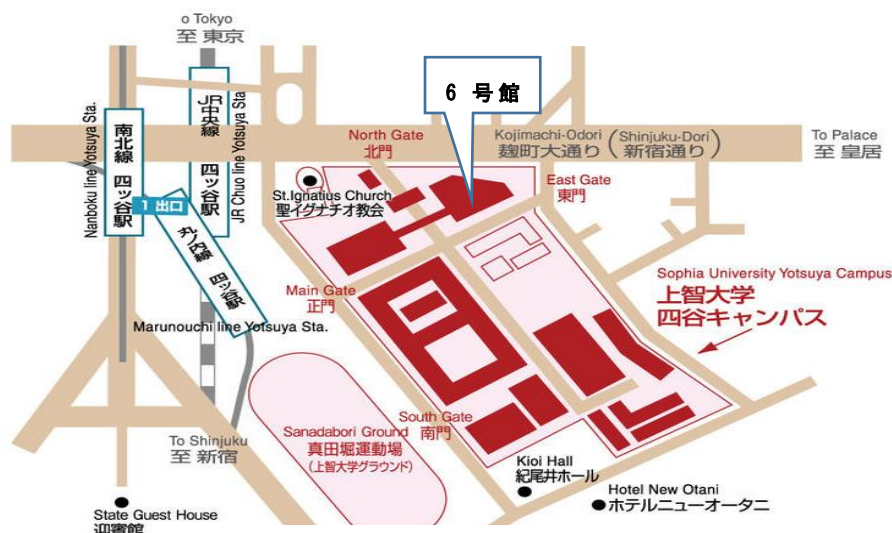 o Tokyo
至 東京
6 号館
Nanboku line Yotsuya Sta.
南北線 四ッ谷駅
JR中央線 四ッ谷駅
JR Chuo line Yotsuya Sta
1 出口
丸ノ内線 四ッ谷駅
Marunouchi line Yotsuya Sta.
North Gate
北門
Kojimachi-Odori (Shinjuku-Dori)
麹町大通り(新宿通り)
To Palace
至 皇居
St.Ignatius Church
聖イグナチオ教会
East Gate
東門
Main Gate
正門
Sophia University Yotsuya Campus
上智大学
四谷キャンパス
South Gate
南門
Sanadabori Ground
真田堀運動場
(上智大学グラウンド)
To Shinjuku
至 新宿
Kioi Hall
紀尾井ホール
Hotel New Otani
ホテルニューオータニ
State Guest House
迎賓館